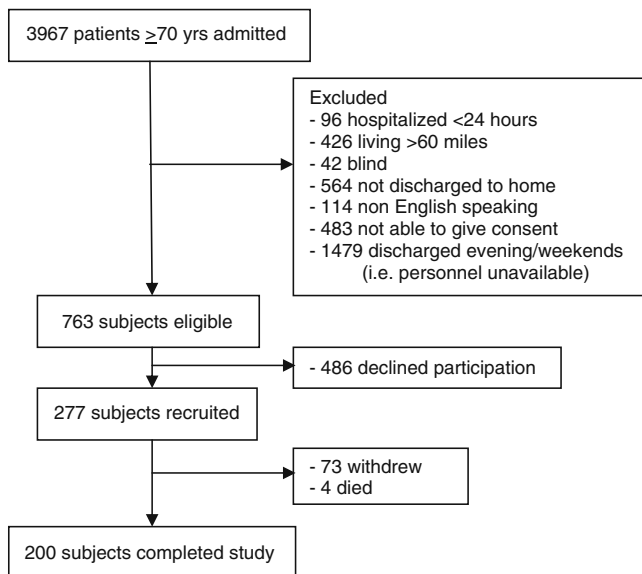 3967 patients ≥70 yrs admitted
Excluded
- 96 hospitalized <24 hours
- 426 living >60 miles
- 42 blind
- 564 not discharged to home
- 114 non English speaking
- 483 not able to give consent
- 1479 discharged evening/weekends
(i.e. personnel unavailable)
763 subjects eligible
- 486 declined participation
277 subjects recruited
- 73 withdrew
- 4 died
200 subjects completed study